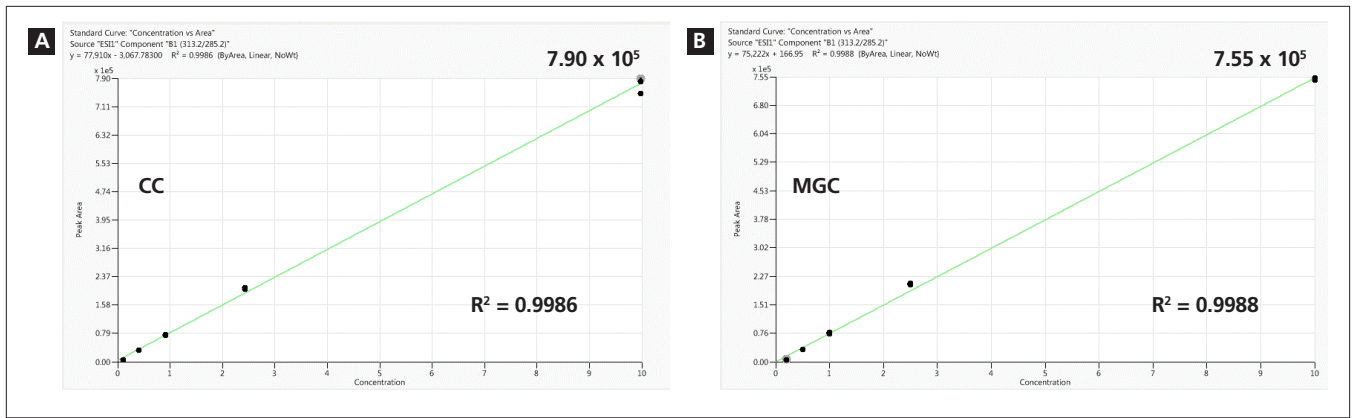 A
Standard Curve: "Concentration vs Area"
Source "ESI1" Component "B1 (313.2/285.2)"
y = 77,910x - 3,067.78300 R² = 0.9986 (ByArea, Linear, NoWt)
7.90 x 10⁵
x 1e5
7.90
7.11
6.32
5.53
4.74
3.95
3.16
2.37
1.58
0.79
0.00
Peak Area
CC
R² = 0.9986
0 1 2 3 4 5 6 7 8 9 10
Concentration
B
Standard Curve: "Concentration vs Area"
Source "ESI1" Component "B1 (313.2/285.2)"
y = 75,222x + 166.95 R² = 0.9988 (ByArea, Linear, NoWt)
7.55 x 10⁵
x 1e5
7.55
6.80
6.04
5.29
4.53
3.78
3.02
2.27
1.51
0.76
0.00
Peak Area
MGC
R² = 0.9988
0 1 2 3 4 5 6 7 8 9 10
Concentration